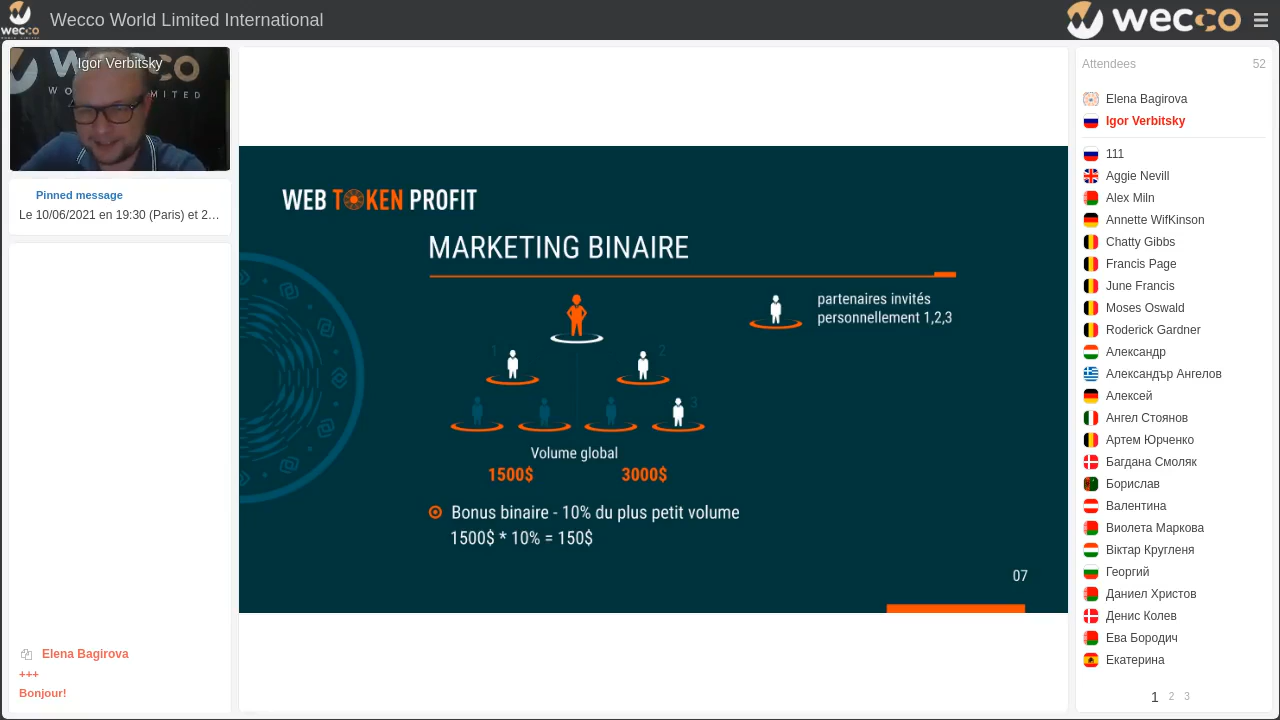 Wecco World Limited International
wecco
wecco
Igor Verbitsky
Pinned message
Le 10/06/2021 en 19:30 (Paris) et 2…
Elena Bagirova
+++
Bonjour!
WEB TOKEN PROFIT
MARKETING BINAIRE
partenaires invités
personnellement 1,2,3
1
2
3
Volume global
1500$ 3000$
Bonus binaire - 10% du plus petit volume
1500$ * 10% = 150$
07
Attendees 52
Elena Bagirova
Igor Verbitsky
111
Aggie Nevill
Alex Miln
Annette WifKinson
Chatty Gibbs
Francis Page
June Francis
Moses Oswald
Roderick Gardner
Александр
Александър Ангелов
Алексей
Ангел Стоянов
Артем Юрченко
Багдана Смоляк
Борислав
Валентина
Виолета Маркова
Віктар Кругленя
Георгий
Даниел Христов
Денис Колев
Ева Бородич
Екатерина
1 2 3